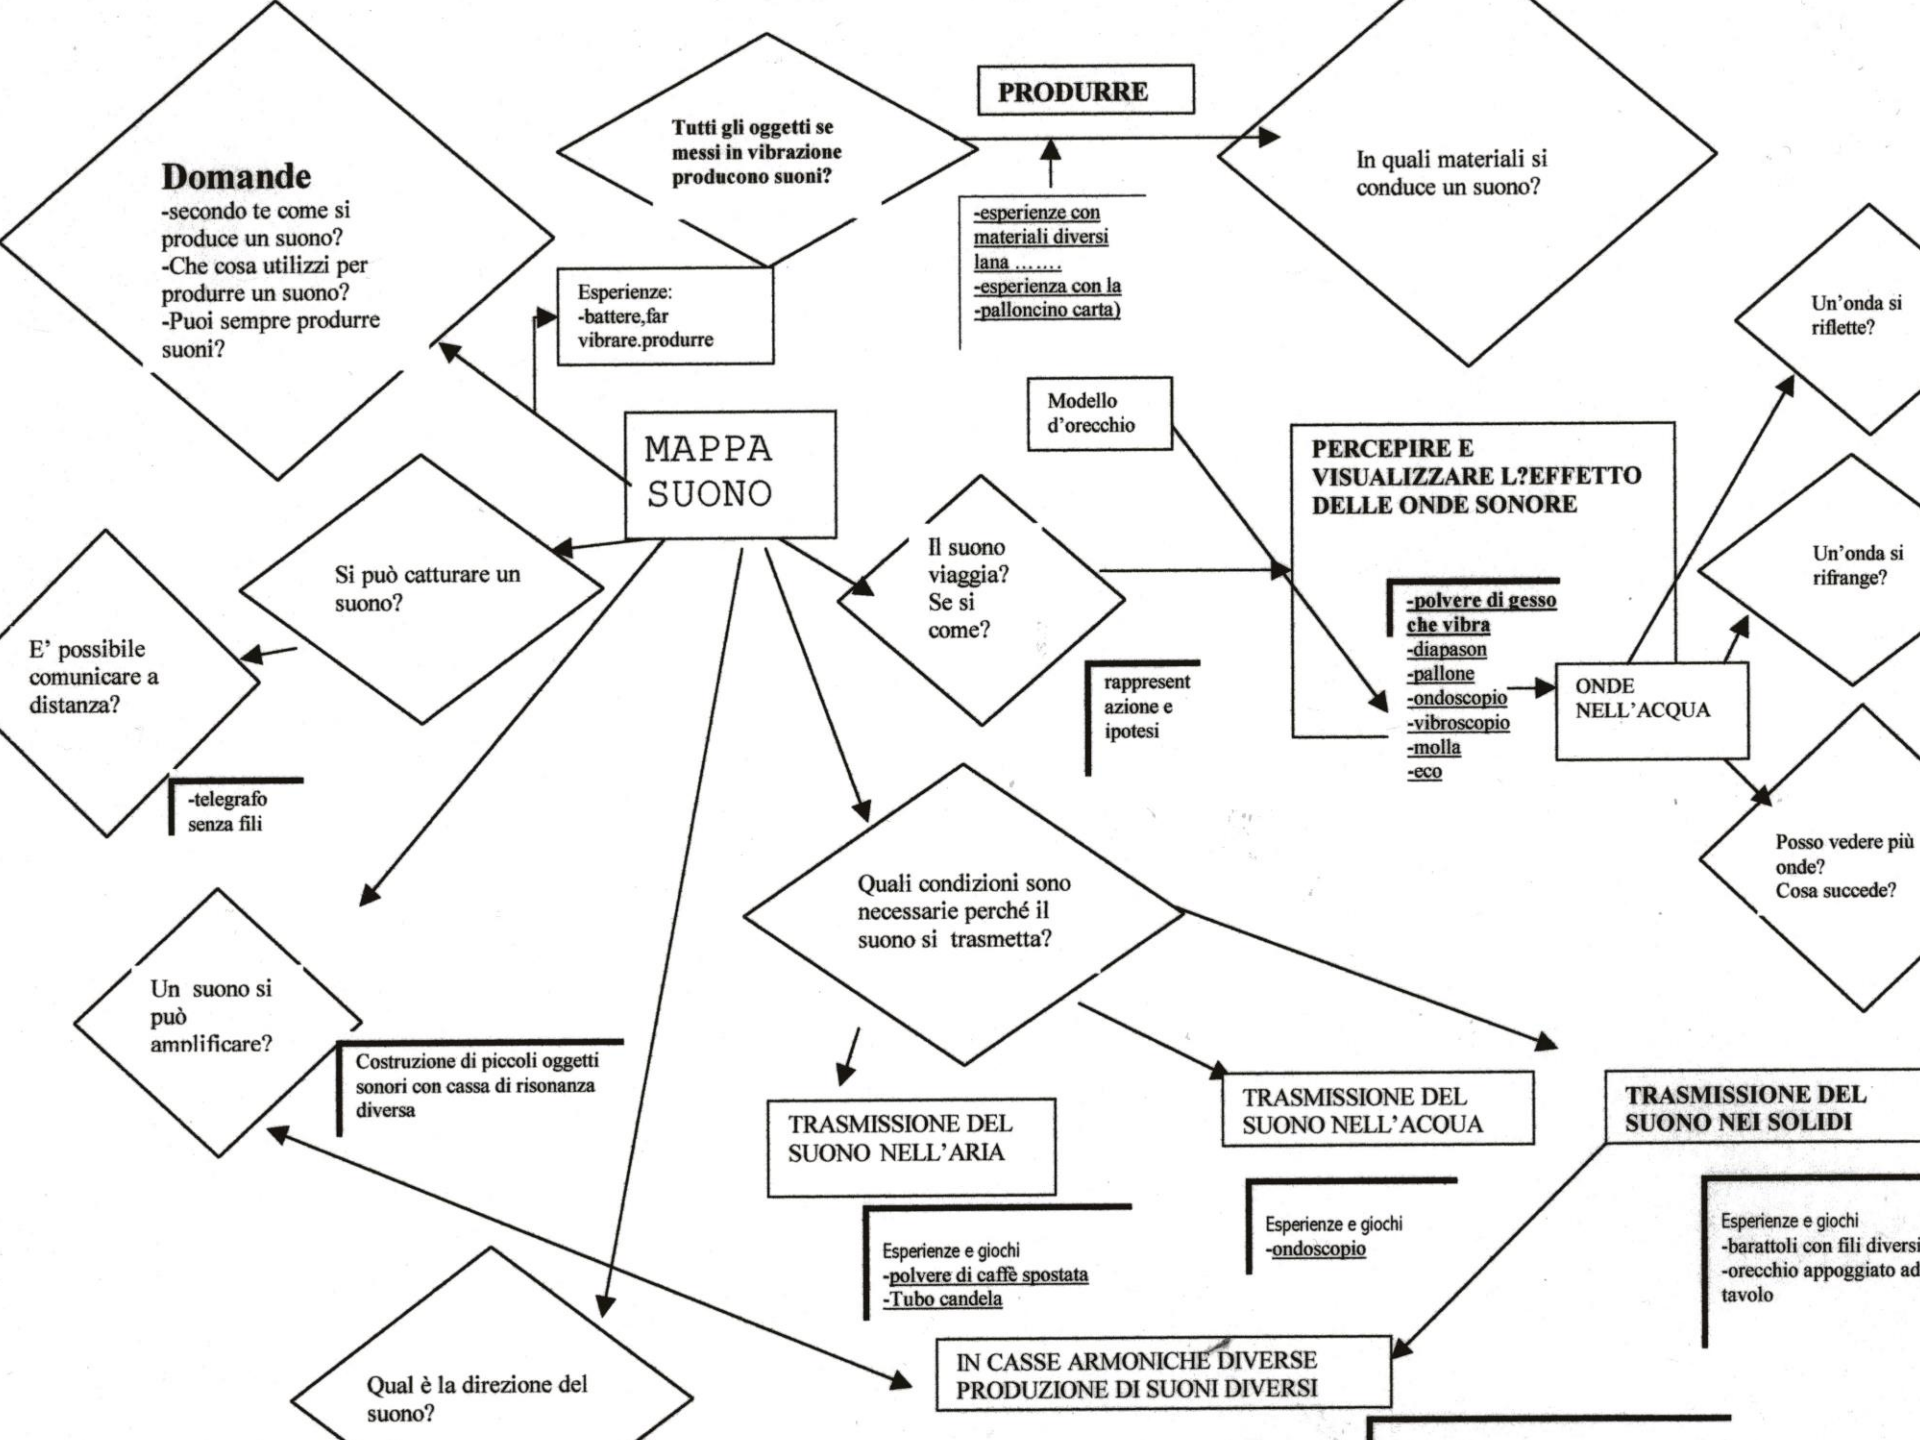 PRODURRE
Tutti gli oggetti se
messi in vibrazione
producono suoni?
In quali materiali si
conduce un suono?
Domande
-secondo te come si
produce un suono?
-Che cosa utilizzi per
produrre un suono?
-Puoi sempre produrre
suoni?
-esperienze con
materiali diversi
lana …….
-esperienza con la
-palloncino carta)
Esperienze:
-battere,far
vibrare.produrre
Un’onda si
riflette?
Modello
d’orecchio
MAPPA
SUONO
PERCEPIRE E
VISUALIZZARE L?EFFETTO
DELLE ONDE SONORE
Il suono
viaggia?
Se si
come?
Si può catturare un
suono?
Un’onda si
rifrange?
-polvere di gesso
che vibra
-diapason
-pallone
-ondoscopio
-vibroscopio
-molla
-eco
E’ possibile
comunicare a
distanza?
rappresent
azione e
ipotesi
ONDE
NELL’ACQUA
-telegrafo
senza fili
Posso vedere più
onde?
Cosa succede?
Quali condizioni sono
necessarie perché il
suono si trasmetta?
Un suono si
può
amplificare?
Costruzione di piccoli oggetti
sonori con cassa di risonanza
diversa
TRASMISSIONE DEL
SUONO NELL’ARIA
TRASMISSIONE DEL
SUONO NELL’ACQUA
TRASMISSIONE DEL
SUONO NEI SOLIDI
Esperienze e giochi
-polvere di caffè spostata
-Tubo candela
Esperienze e giochi
-ondoscopio
Esperienze e giochi
-barattoli con fili diversi
-orecchio appoggiato ad
tavolo
IN CASSE ARMONICHE DIVERSE
PRODUZIONE DI SUONI DIVERSI
Qual è la direzione del
suono?